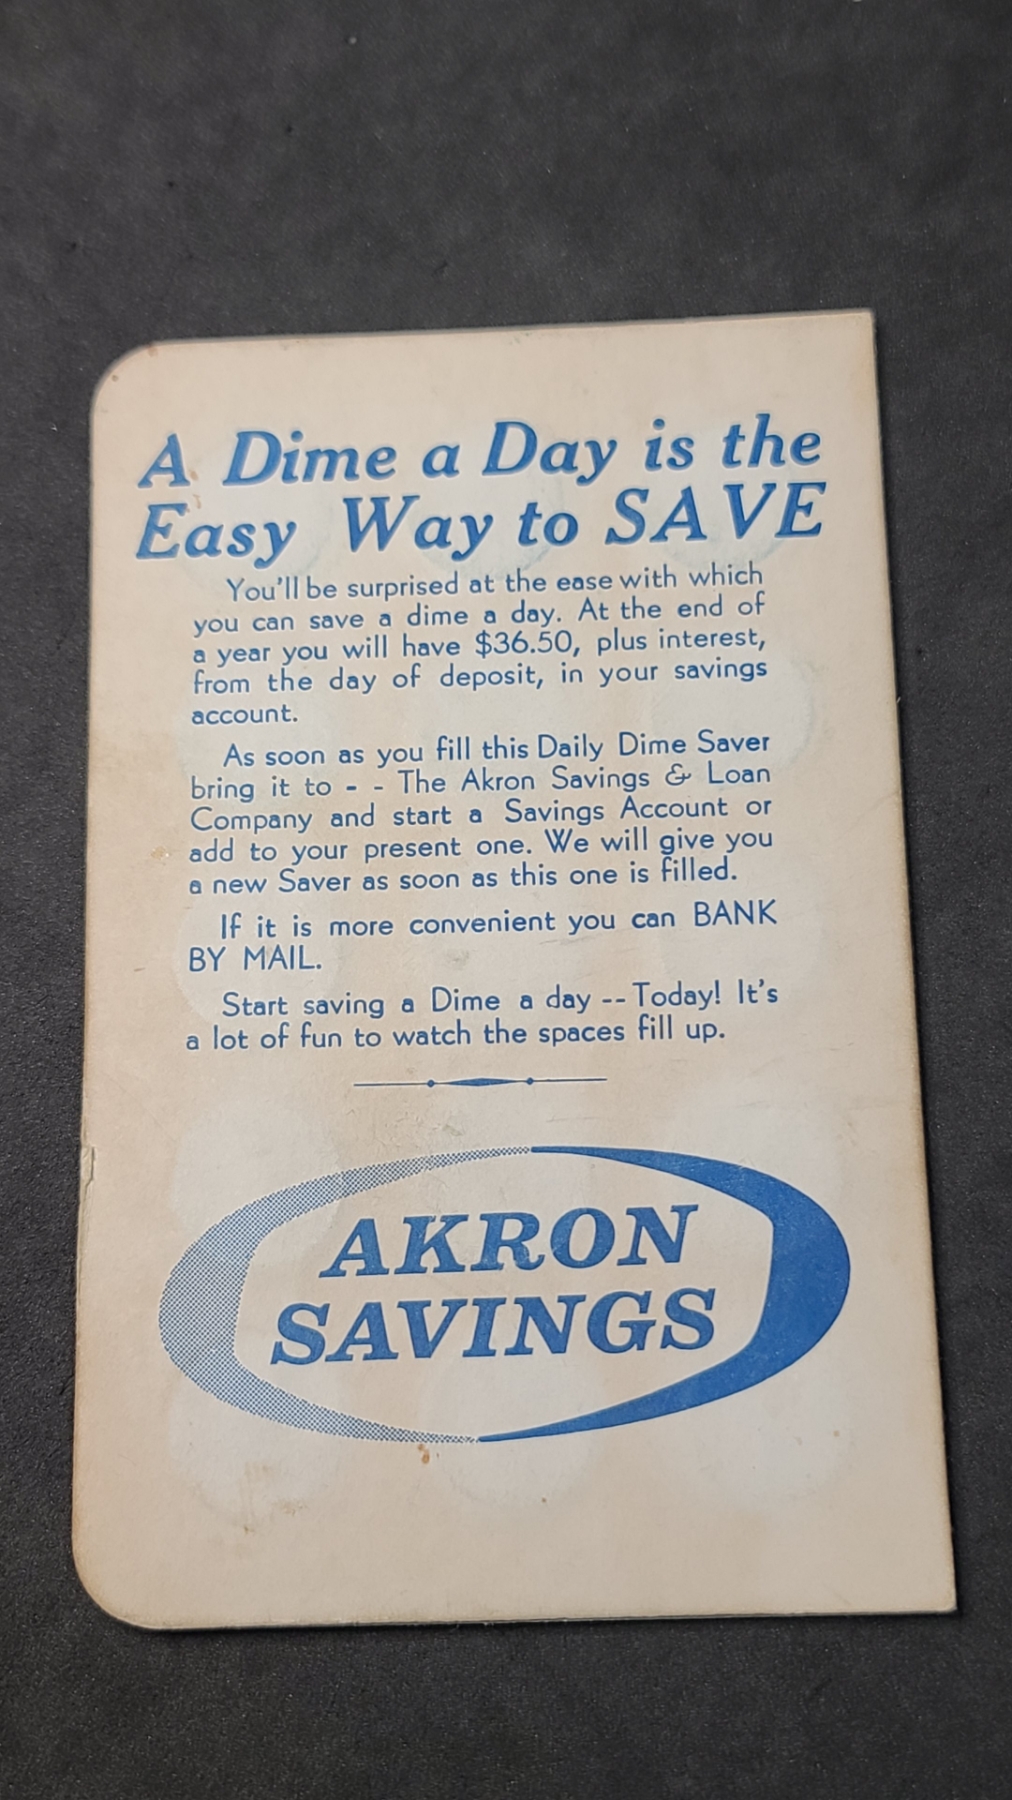 A Dime a Day is the
Easy Way to SAVE
You'll be surprised at the ease with which
you can save a dime a day. At the end of
a year you will have $36.50, plus interest,
from the day of deposit, in your savings
account.
As soon as you fill this Daily Dime Saver
bring it to - - The Akron Savings & Loan
Company and start a Savings Account or
add to your present one. We will give you
a new Saver as soon as this one is filled.
If it is more convenient you can BANK
BY MAIL.
Start saving a Dime a day -- Today! It's
a lot of fun to watch the spaces fill up.
AKRON
SAVINGS